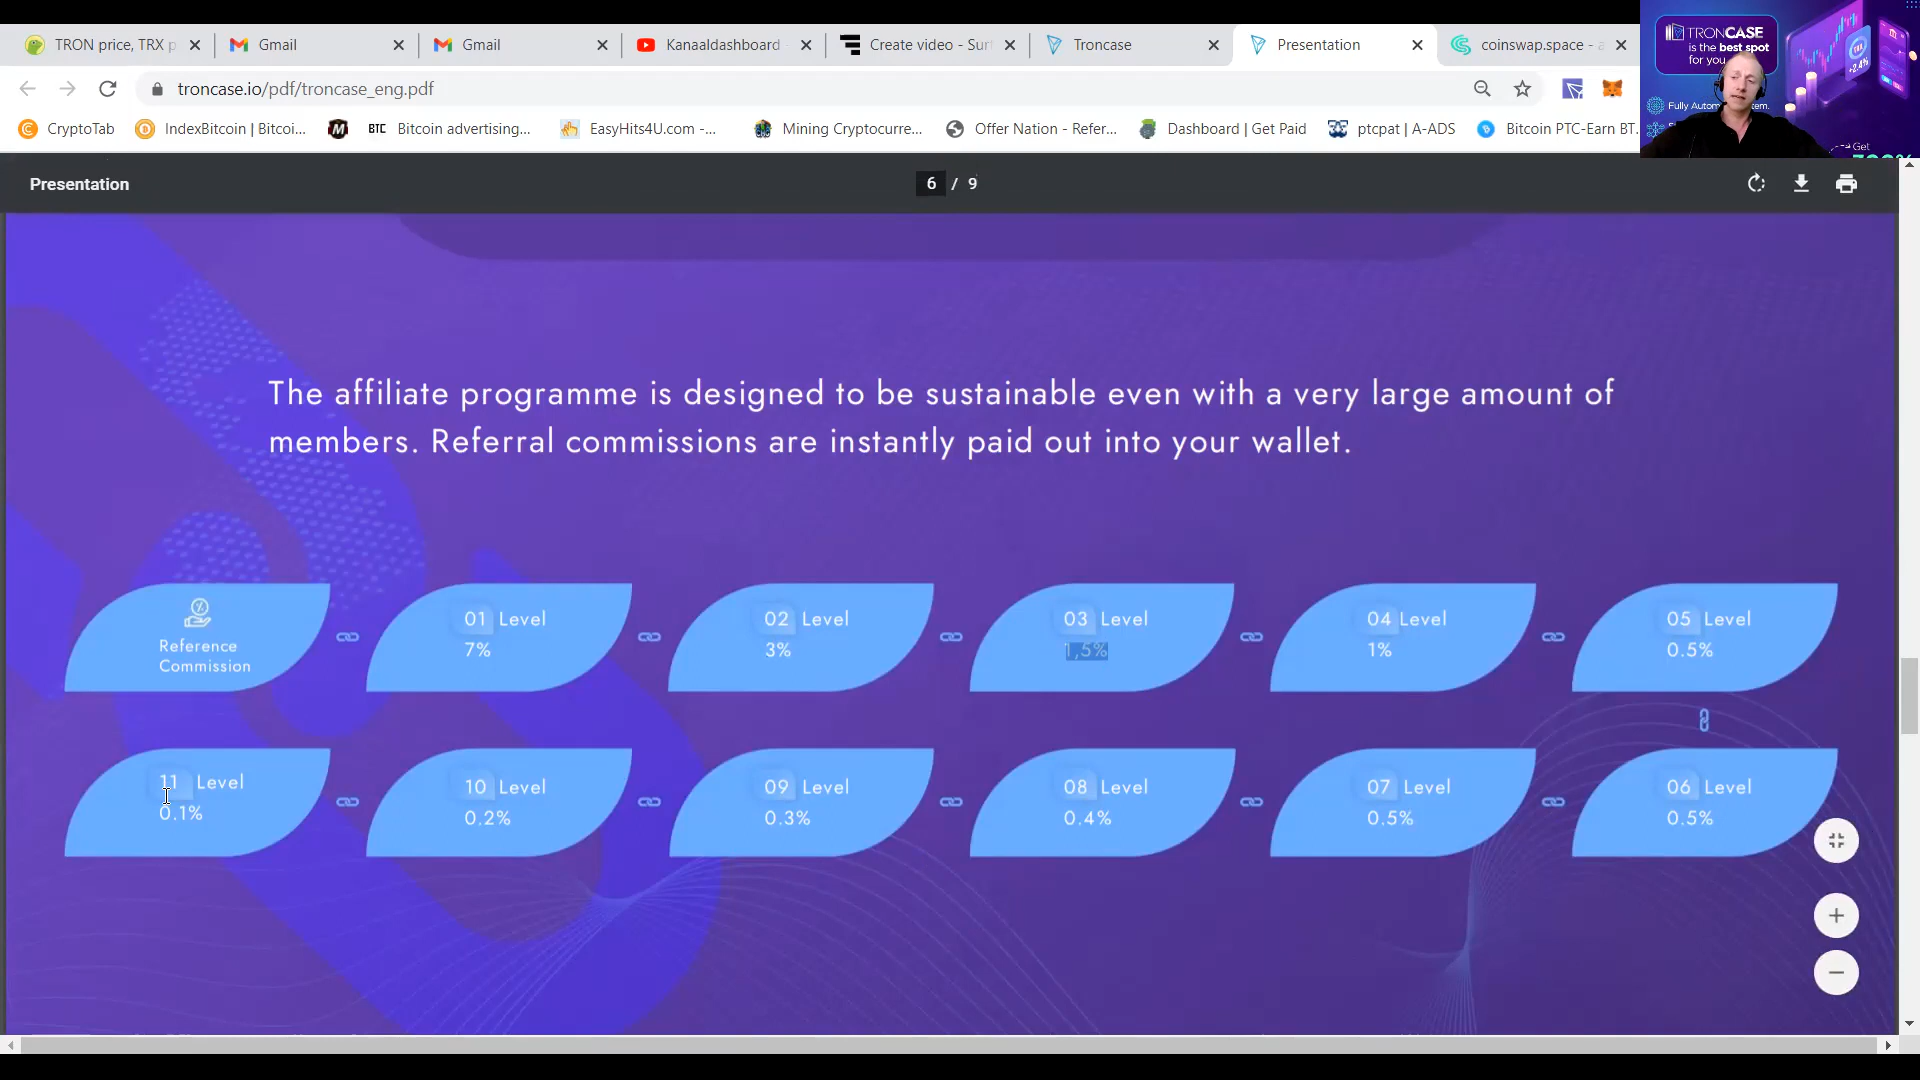 TRON price, TRX p
Gmail
Gmail
Kanaaldashboard
Create video - Sur
Troncase
Presentation
coinswap.space - a
troncase.io/pdf/troncase_eng.pdf
CryptoTab
IndexBitcoin | Bitcoi...
BTC Bitcoin advertising...
EasyHits4U.com -...
Mining Cryptocurre...
Offer Nation - Refer...
Dashboard | Get Paid
ptcpat | A-ADS
Bitcoin PTC-Earn BT.
TRONCASE
is the best spot
for you
Fully Autom
tem.
Get
Presentation
6 / 9
The affiliate programme is designed to be sustainable even with a very large amount of
members. Referral commissions are instantly paid out into your wallet.
Reference
Commission
01 Level
7%
02 Level
3%
03 Level
1,5%
04 Level
1%
05 Level
0.5%
11 Level
0.1%
10 Level
0.2%
09 Level
0.3%
08 Level
0.4%
07 Level
0.5%
06 Level
0.5%